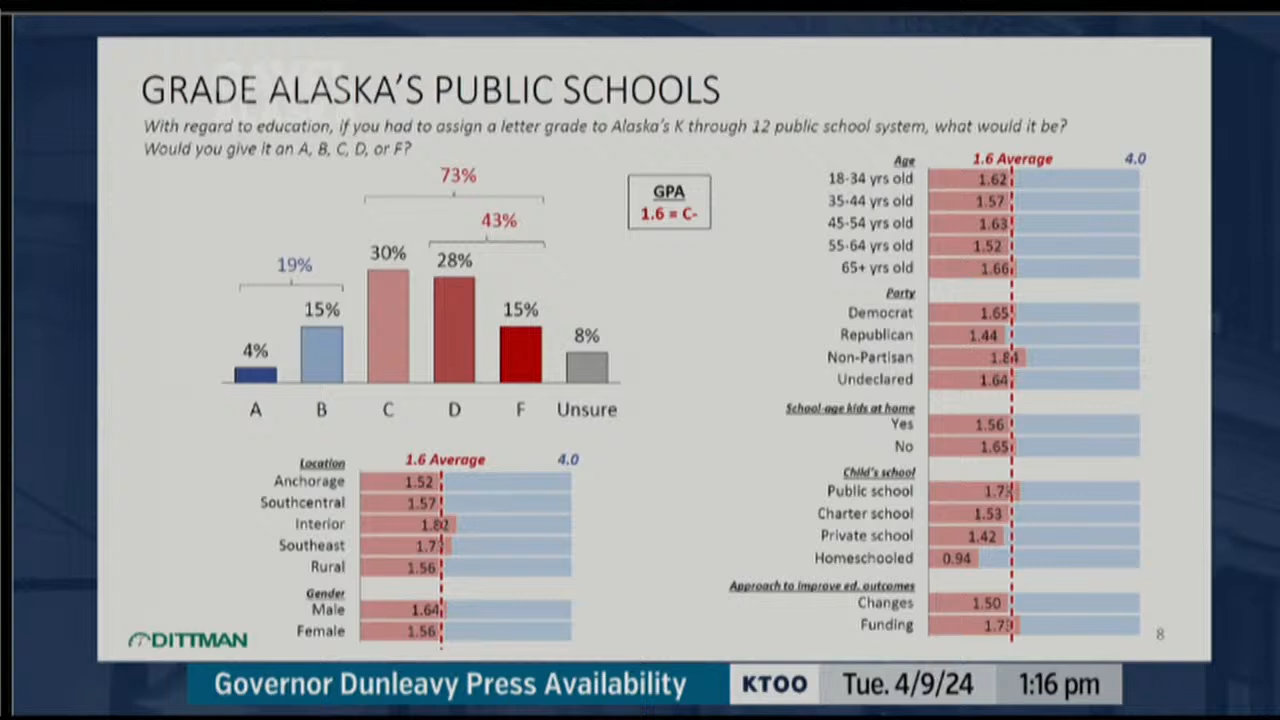 GRADE ALASKA'S PUBLIC SCHOOLS
With regard to education, if you had to assign a letter grade to Alaska's K through 12 public school system, what would it be?
Would you give it an A, B, C, D, or F?
73%
43%
19%
4%
15%
30%
28%
15%
8%
A B C D F Unsure
GPA
1.6 = C-
Location 1.6 Average 4.0
Anchorage 1.52
Southcentral 1.57
Interior 1.82
Southeast
Rural 1.56
Gender
Male 1.64
Female 1.56
Age 1.6 Average 4.0
18-34 yrs old 1.62
35-44 yrs old 1.57
45-54 yrs old 1.63
55-64 yrs old 1.52
65+ yrs old 1.66
Party
Democrat 1.65
Republican 1.44
Non-Partisan 1.84
Undeclared 1.64
School-age kids at home
Yes 1.56
No 1.65
Child's school
Public school
Charter school 1.53
Private school 1.42
Homeschooled 0.94
Approach to improve ed. outcomes
Changes 1.50
Funding
DITTMAN
8
Governor Dunleavy Press Availability KTOO Tue. 4/9/24 1:16 pm